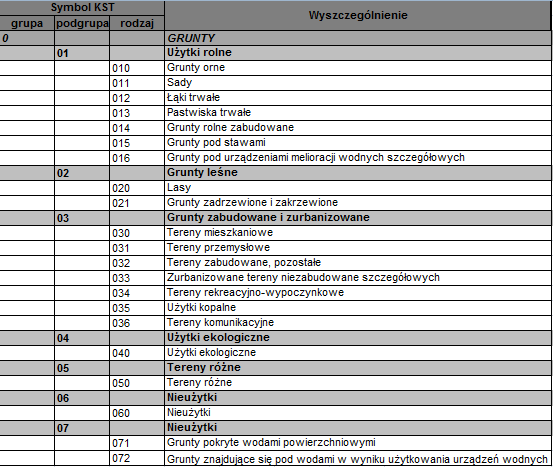 Symbol KST Wyszczególnienie
grupa podgrupa rodzaj
0 GRUNTY
01 Użytki rolne
010 Grunty orne
011 Sady
012 Łąki trwałe
013 Pastwiska trwałe
014 Grunty rolne zabudowane
015 Grunty pod stawami
016 Grunty pod urządzeniami melioracji wodnych szczegółowych
02 Grunty leśne
020 Lasy
021 Grunty zadrzewione i zakrzewione
03 Grunty zabudowane i zurbanizowane
030 Tereny mieszkaniowe
031 Tereny przemysłowe
032 Tereny zabudowane, pozostałe
033 Zurbanizowane tereny niezabudowane szczegółowych
034 Tereny rekreacyjno-wypoczynkowe
035 Użytki kopalne
036 Tereny komunikacyjne
04 Użytki ekologiczne
040 Użytki ekologiczne
05 Tereny różne
050 Tereny różne
06 Nieużytki
060 Nieużytki
07 Nieużytki
071 Grunty pokryte wodami powierzchniowymi
072 Grunty znajdujące się pod wodami w wyniku użytkowania urządzeń wodnych